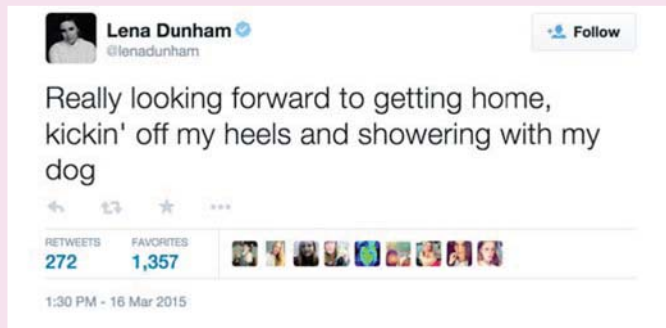 Lena Dunham
@lenadunham
Follow
Really looking forward to getting home,
kickin' off my heels and showering with my
dog
RETWEETS FAVORITES
272 1,357
1:30 PM - 16 Mar 2015